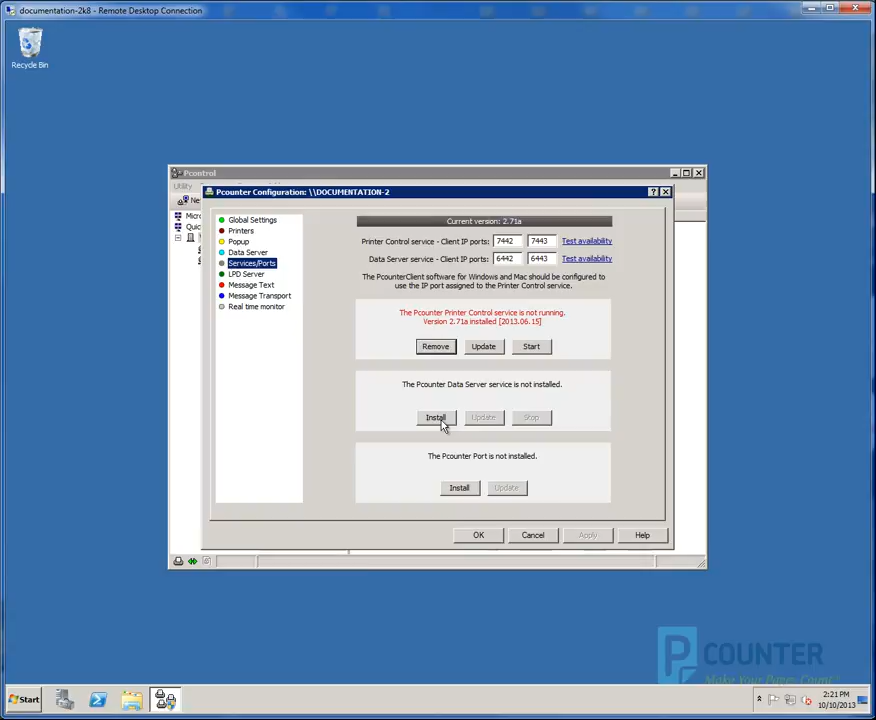 documentation-2k8 - Remote Desktop Connection
Recycle Bin
Pcontrol
Utility
Pcounter Configuration: \\DOCUMENTATION-2
Global Settings
Printers
Popup
Data Server
Services/Ports
LPD Server
Message Text
Message Transport
Real time monitor
Current version: 2.71a
Printer Control service - Client IP ports: 7442 7443 Test availability
Data Server service - Client IP ports: 6442 6443 Test availability
The PcounterClient software for Windows and Mac should be configured to
use the IP port assigned to the Printer Control service.
The Pcounter Printer Control service is not running.
Version 2.71a installed [2013.06.15]
Remove Update Start
The Pcounter Data Server service is not installed.
Install Update Stop
The Pcounter Port is not installed.
Install Update
OK Cancel Apply Help
P COUNTER
Make Your Paper Count
Start
2:21 PM
10/10/2013